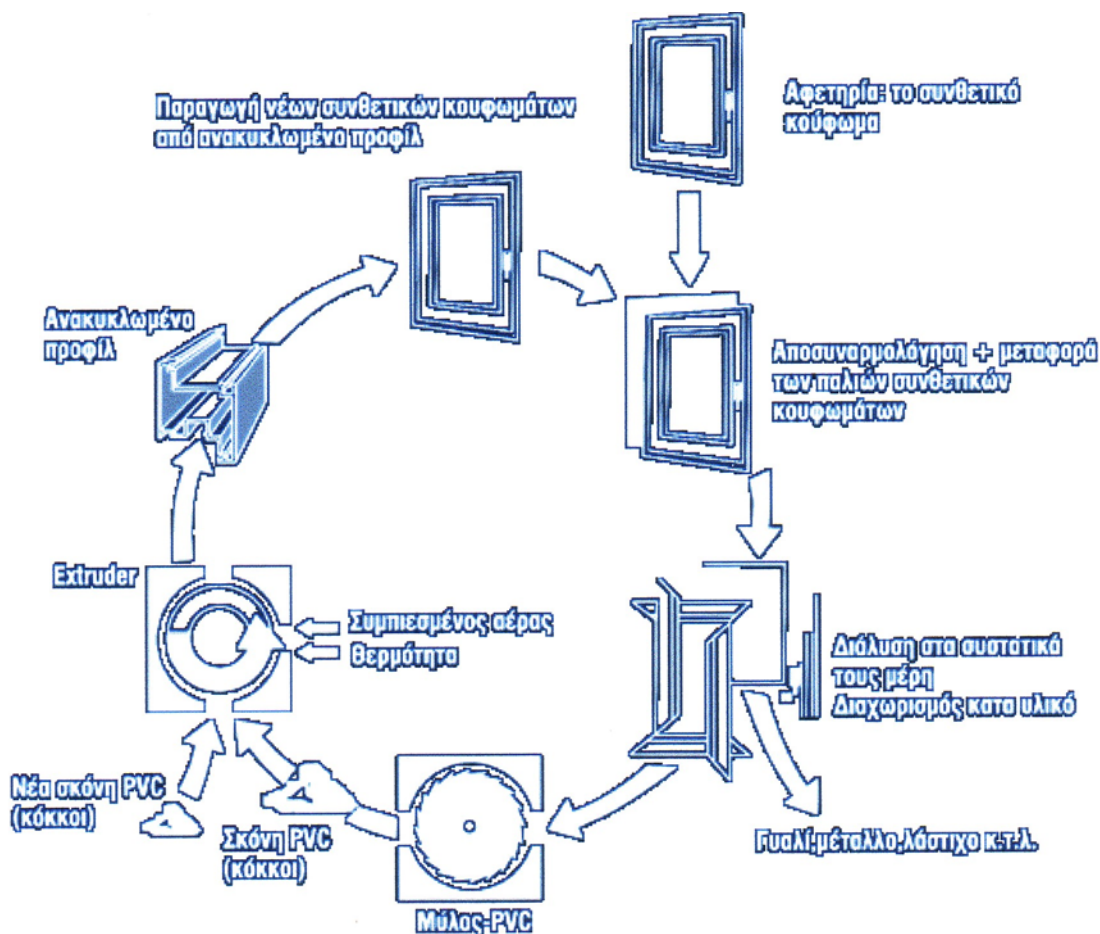 Παραγωγή νέων συνθετικών κουφωμάτων
από ανακυκλωμένο προφίλ
Αφετηρία: το συνθετικό
κούφωμα
Ανακυκλωμένο
προφίλ
Αποσυναρμολόγηση + μεταφορά
των παλιών συνθετικών
κουφωμάτων
Extruder
Συμπιεσμένος αέρας
Θερμότητα
Διάλυση στα συστατικά
τους μέρη
Διαχωρισμός κατα υλικό
Νέα σκόνη PVC
(κόκκοι)
Σκόνη PVC
(κόκκοι)
Γυαλί,μέταλλο,λάστιχο κ.τ.λ.
Μύλος-PVC